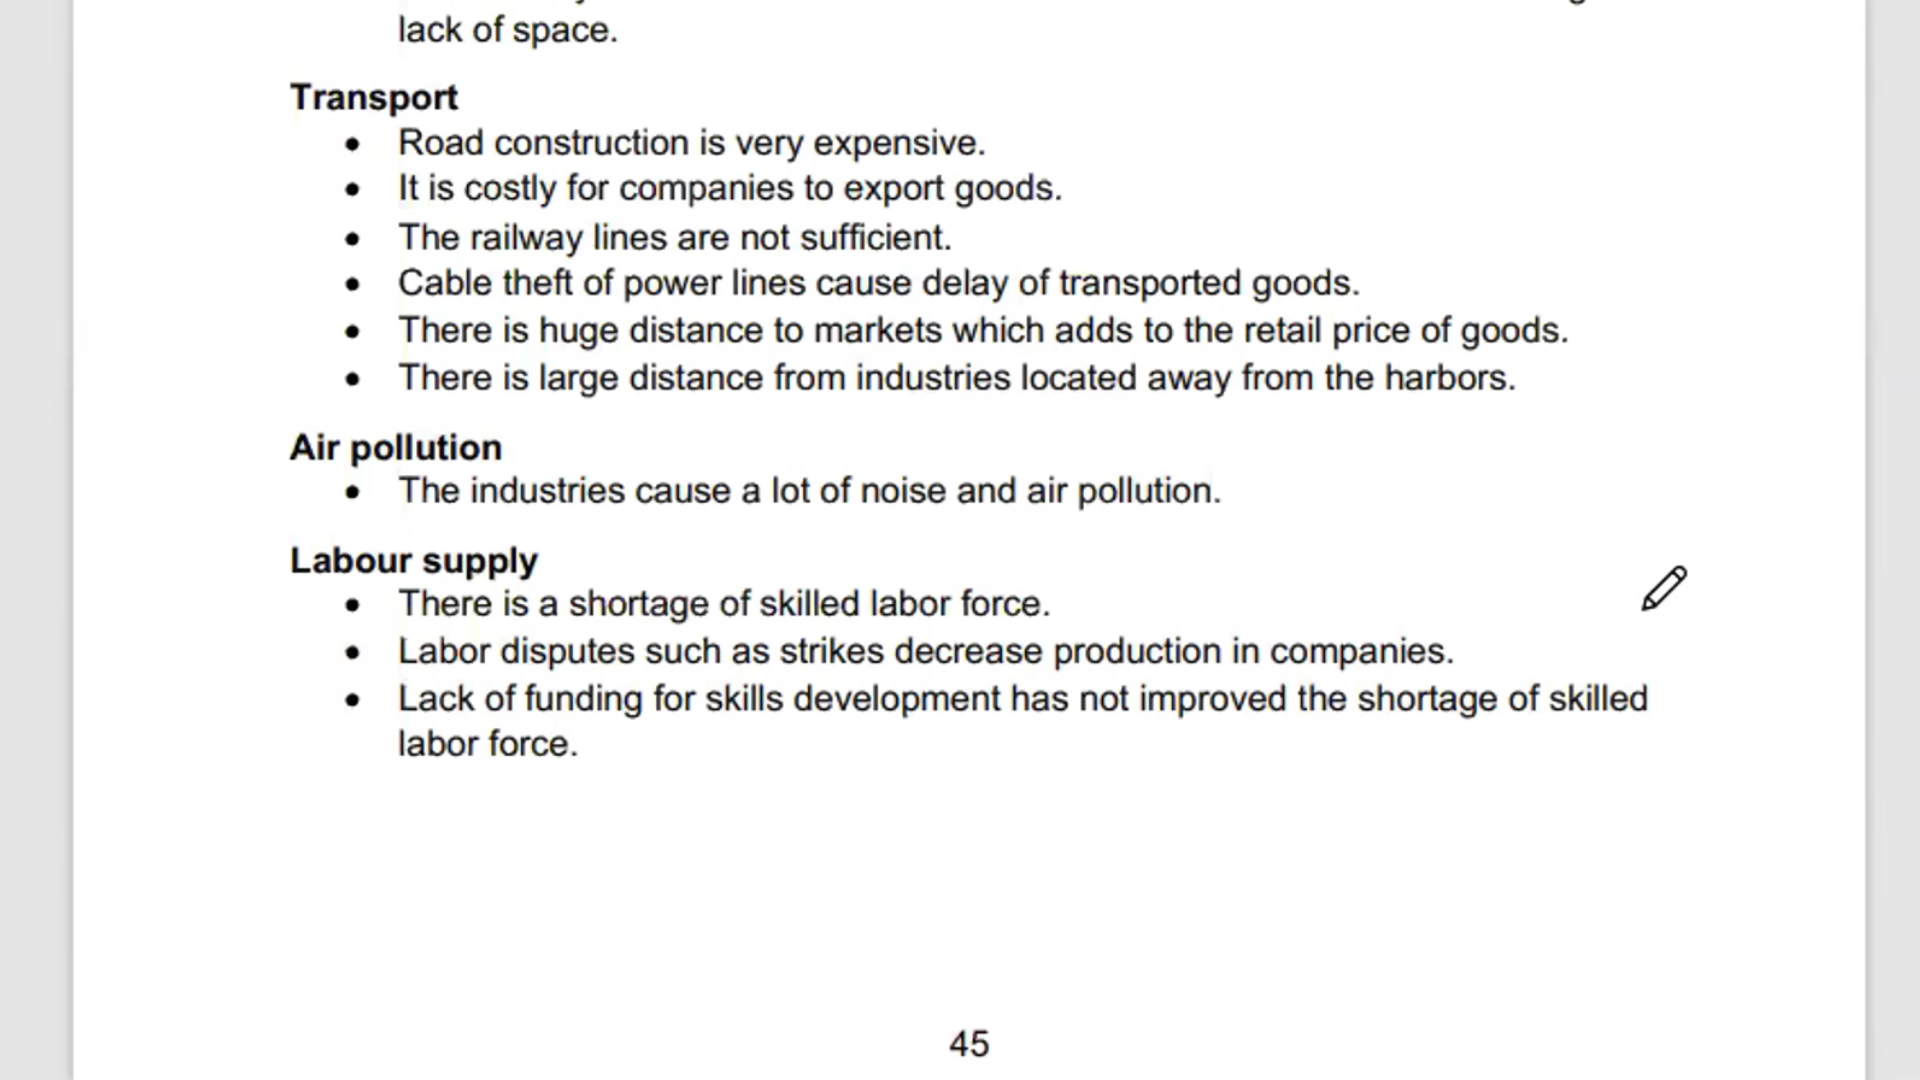 lack of space.
Transport
• Road construction is very expensive.
• It is costly for companies to export goods.
• The railway lines are not sufficient.
• Cable theft of power lines cause delay of transported goods.
• There is huge distance to markets which adds to the retail price of goods.
• There is large distance from industries located away from the harbors.
Air pollution
• The industries cause a lot of noise and air pollution.
Labour supply
• There is a shortage of skilled labor force.
• Labor disputes such as strikes decrease production in companies.
• Lack of funding for skills development has not improved the shortage of skilled
labor force.
45